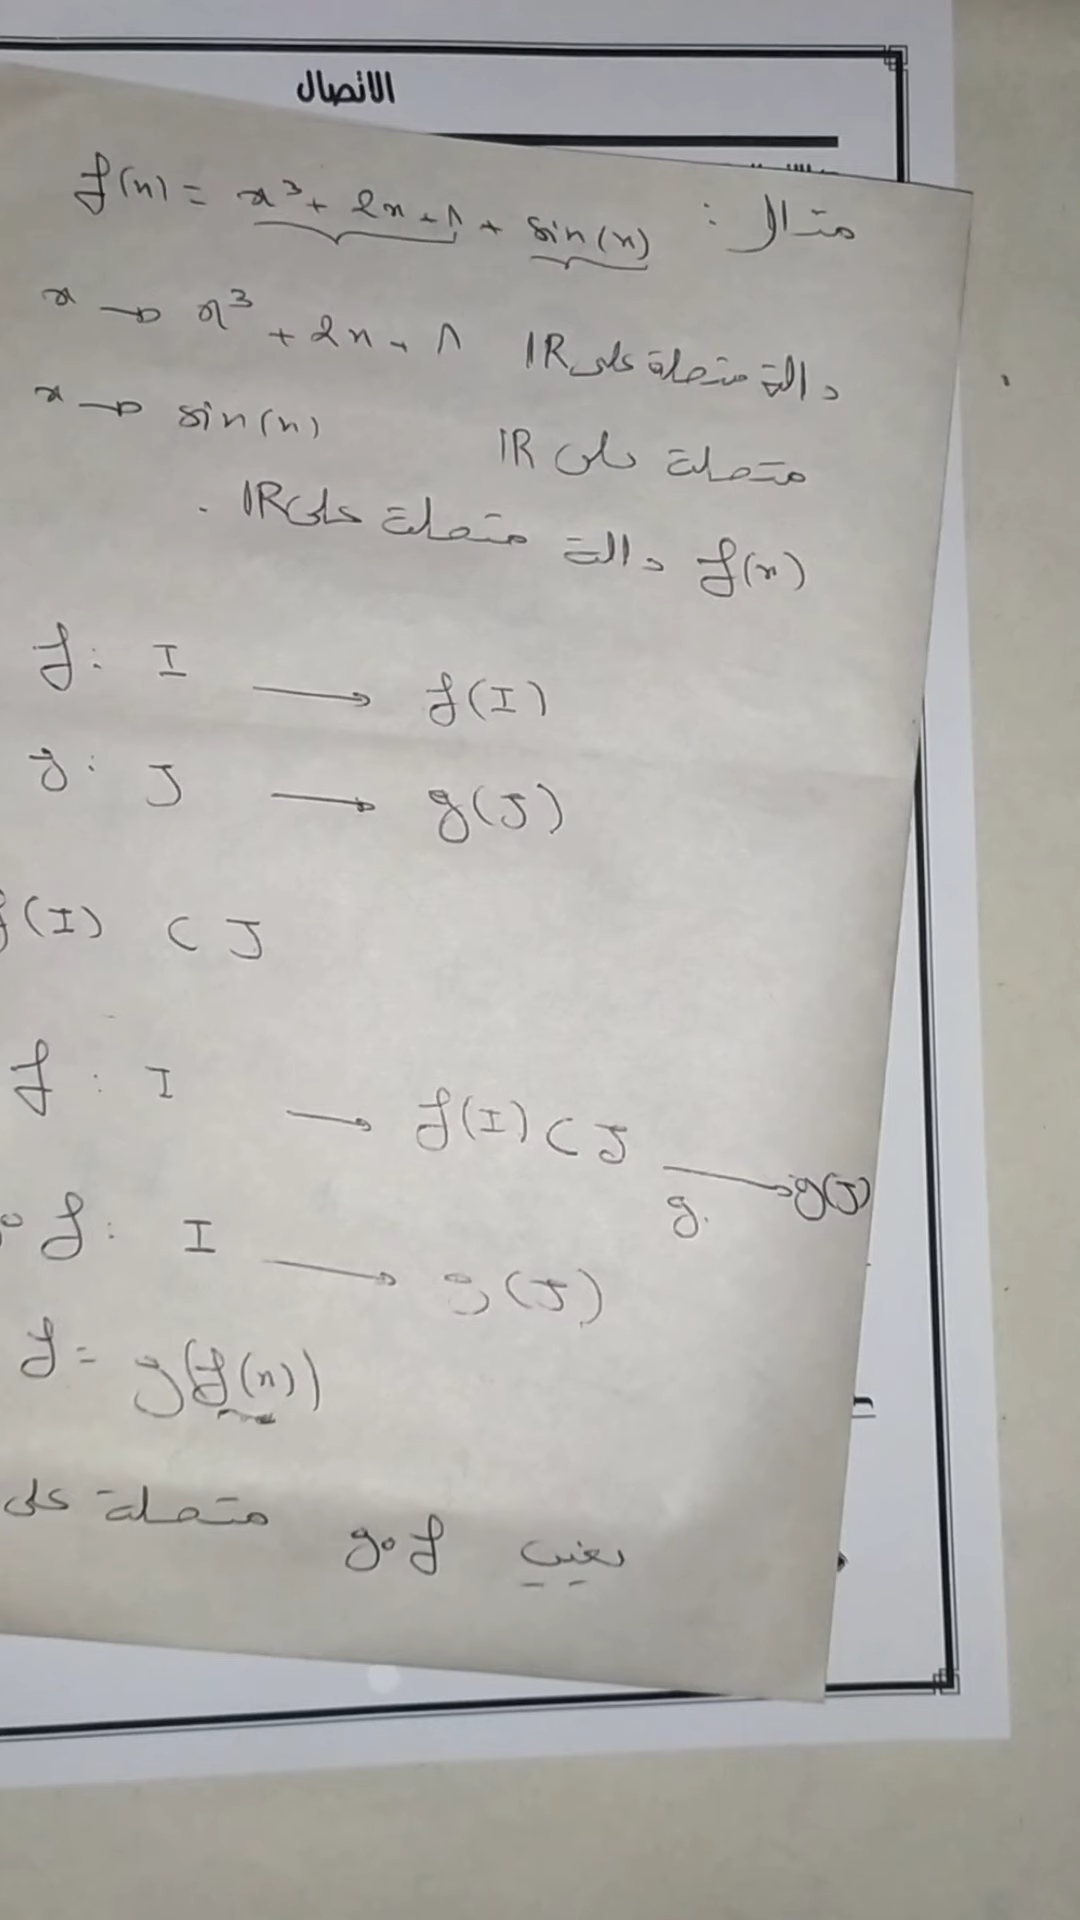 الاتصال
مثال : f(x) = x³ + 2x + 1 + sin(x)
x → x³ + 2x + 1 دالة متصلة على IR
x → sin(x) متصلة على IR
f(x) دالة متصلة على IR .
f : I → f(I)
g : J → g(J)
f(I) ⊂ J
f : I → f(I) ⊂ J → g(J)
g
∘ f : I → g(J)
f = g(f(x))
يعني g∘f متصلة على